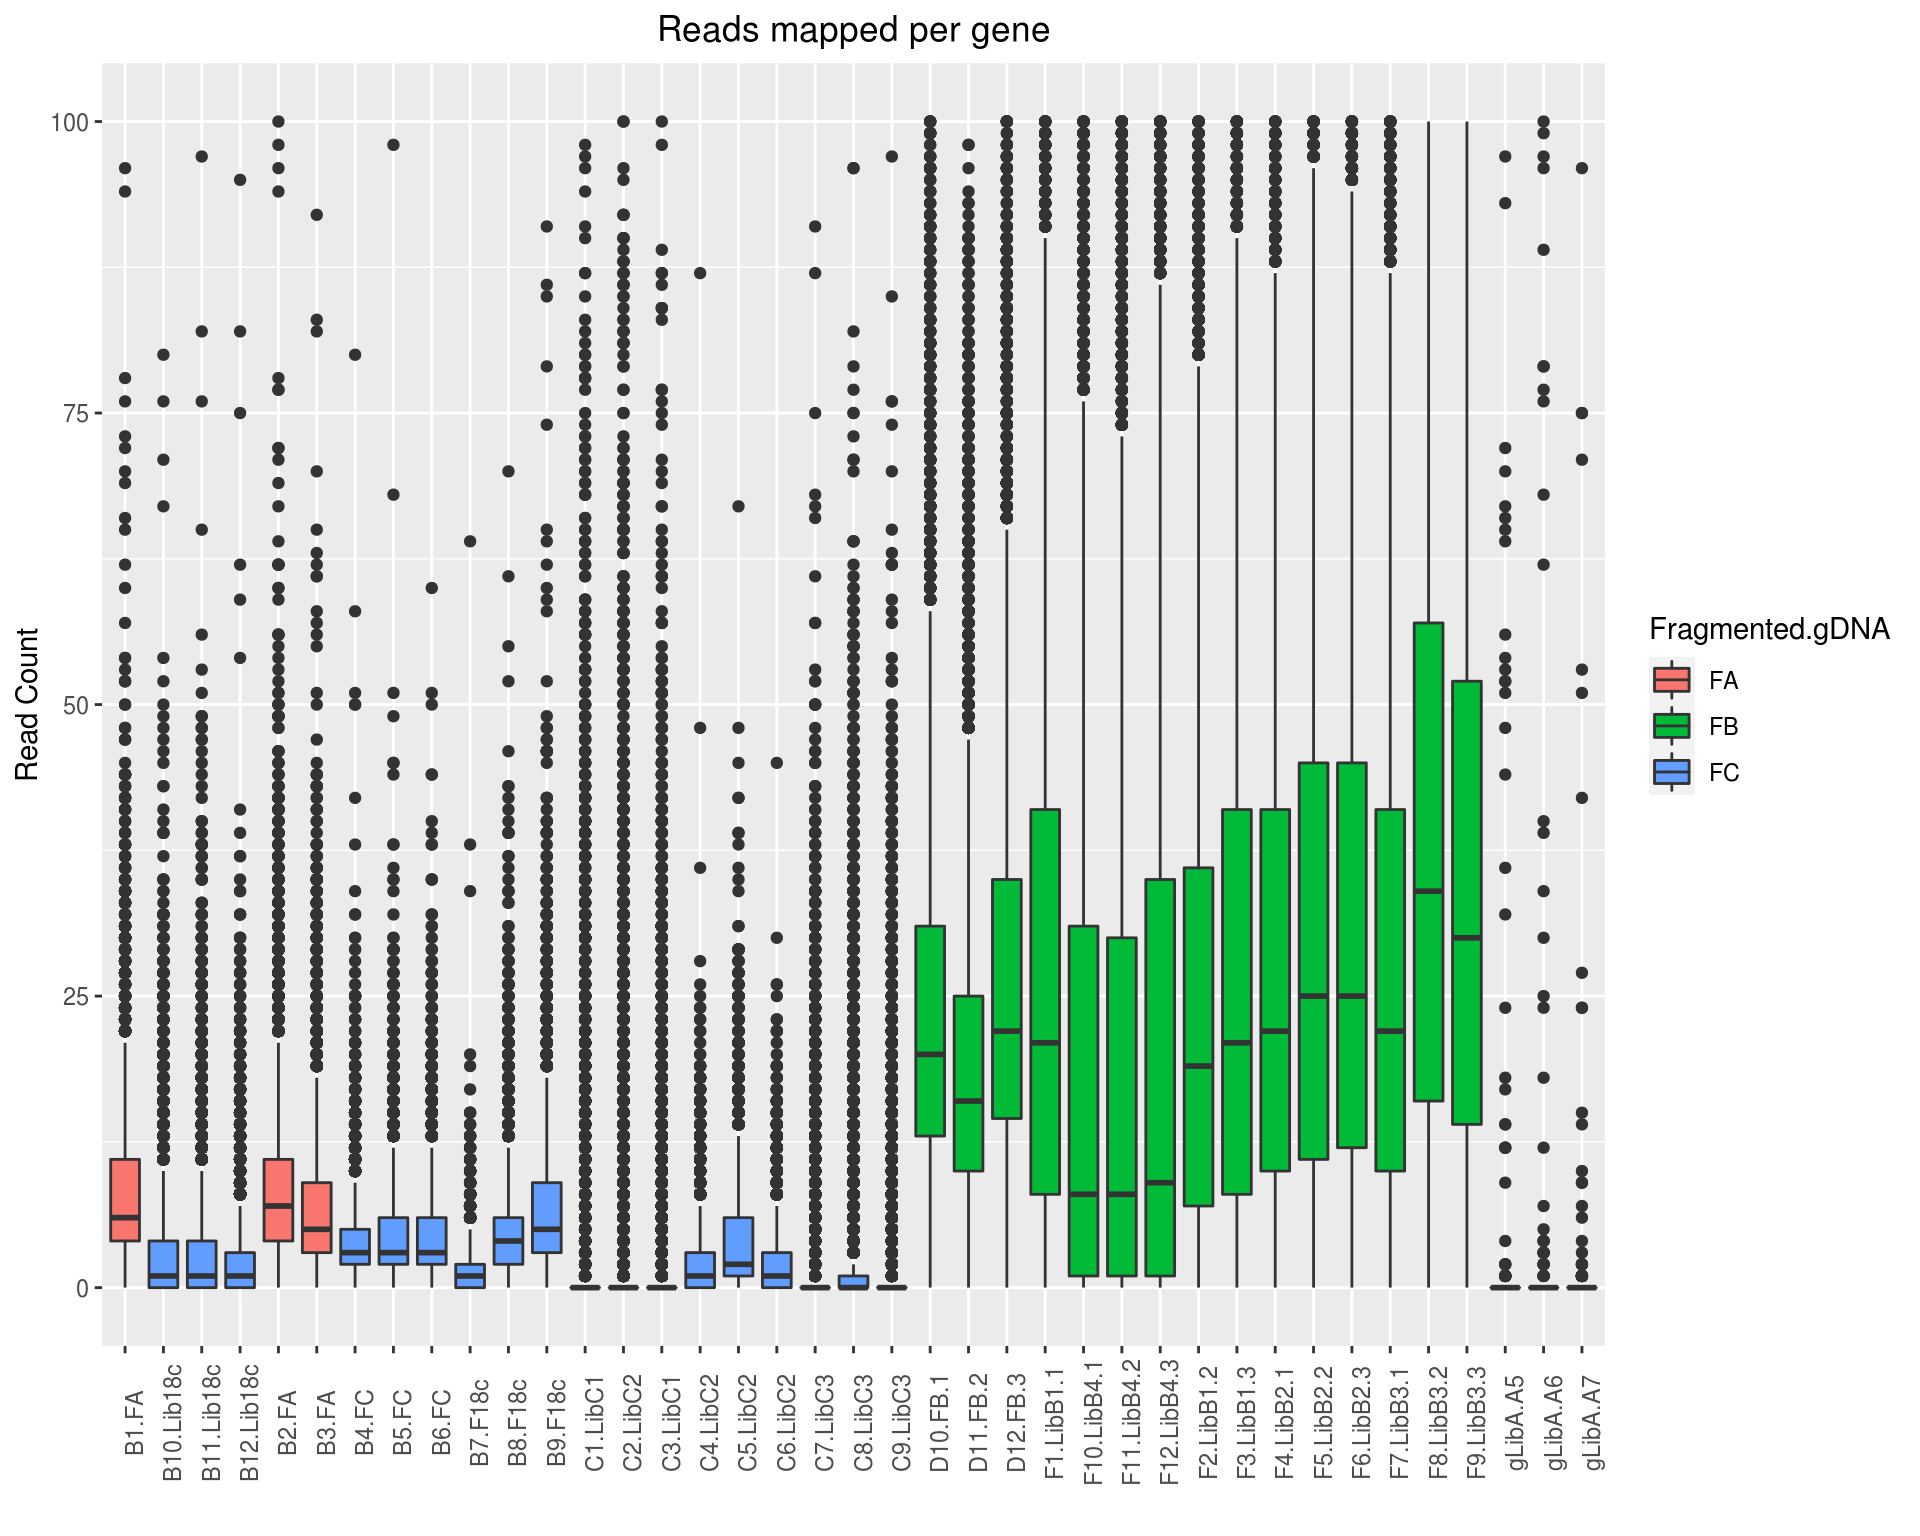 Reads mapped per gene
Read Count
100
75
50
25
0
B1.FA
B10.Lib18c
B11.Lib18c
B12.Lib18c
B2.FA
B3.FA
B4.FC
B5.FC
B6.FC
B7.F18c
B8.F18c
B9.F18c
C1.LibC1
C2.LibC2
C3.LibC1
C4.LibC2
C5.LibC2
C6.LibC2
C7.LibC3
C8.LibC3
C9.LibC3
D10.FB.1
D11.FB.2
D12.FB.3
F1.LibB1.1
F10.LibB4.1
F11.LibB4.2
F12.LibB4.3
F2.LibB1.2
F3.LibB1.3
F4.LibB2.1
F5.LibB2.2
F6.LibB2.3
F7.LibB3.1
F8.LibB3.2
F9.LibB3.3
gLibA.A5
gLibA.A6
gLibA.A7
Fragmented.gDNA
FA
FB
FC